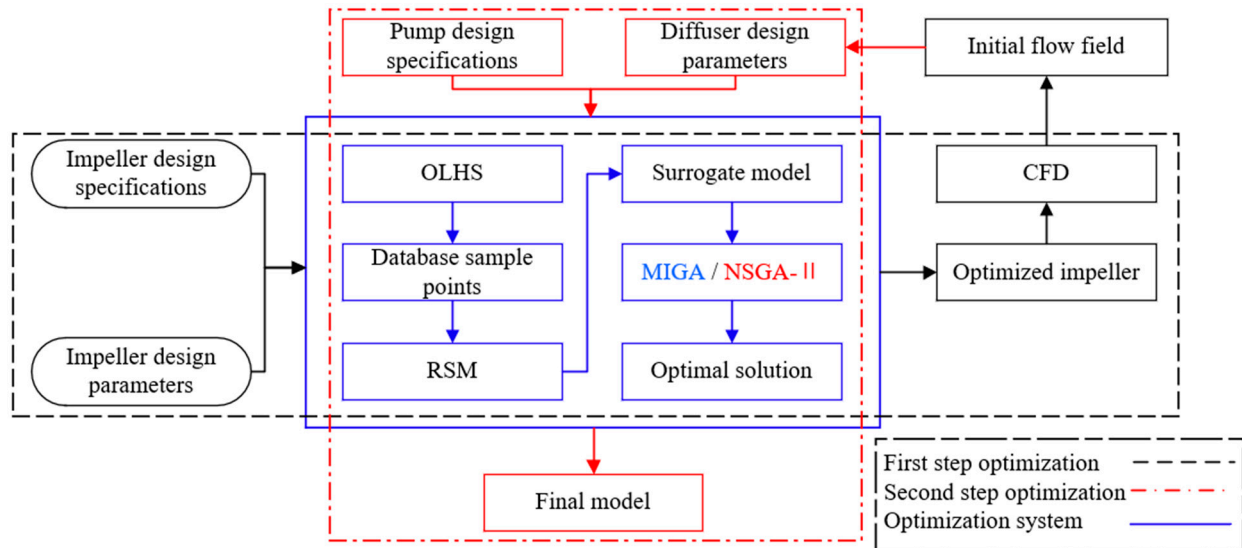 Pump design
specifications
Diffuser design
parameters
Initial flow field
Impeller design
specifications
OLHS
Surrogate model
CFD
Database sample
points
MIGA / NSGA-Ⅱ
Optimized impeller
Impeller design
parameters
RSM
Optimal solution
Final model
First step optimization
Second step optimization
Optimization system